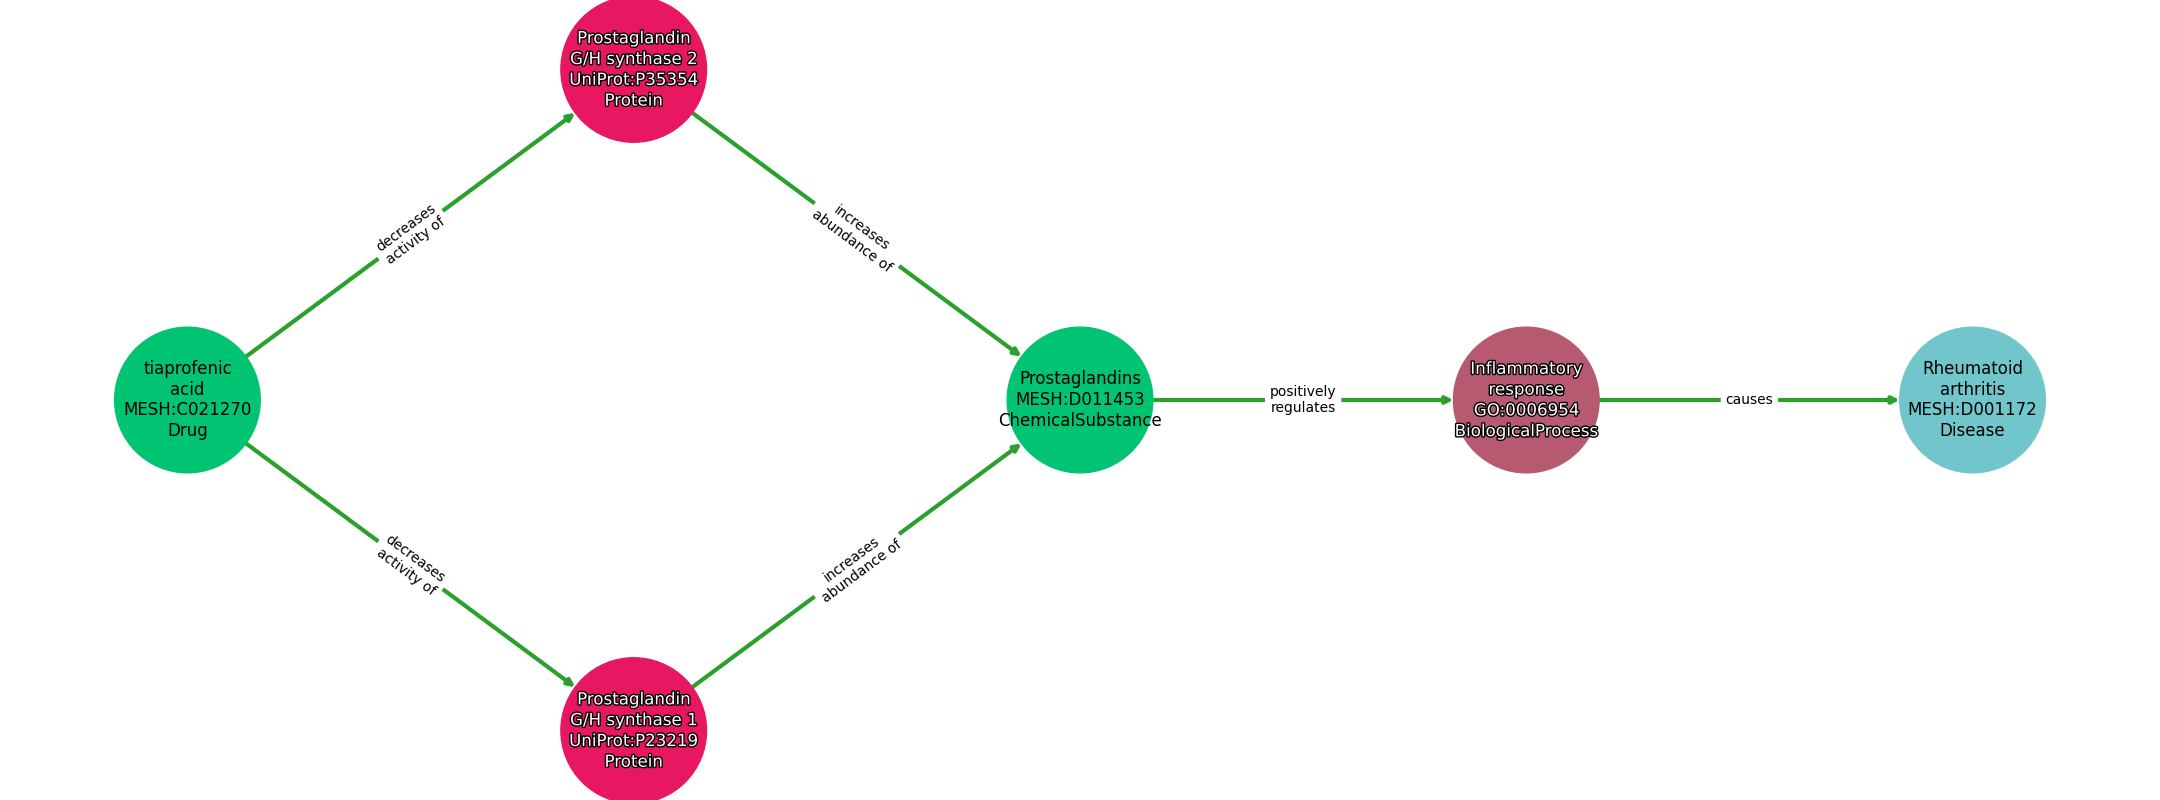 Prostaglandin
G/H synthase 2
UniProt:P35354
Protein
decreases
activity of
increases
abundance of
tiaprofenic
acid
MESH:C021270
Drug
Prostaglandins
MESH:D011453
ChemicalSubstance
positively
regulates
Inflammatory
response
GO:0006954
BiologicalProcess
causes
Rheumatoid
arthritis
MESH:D001172
Disease
decreases
activity of
increases
abundance of
Prostaglandin
G/H synthase 1
UniProt:P23219
Protein